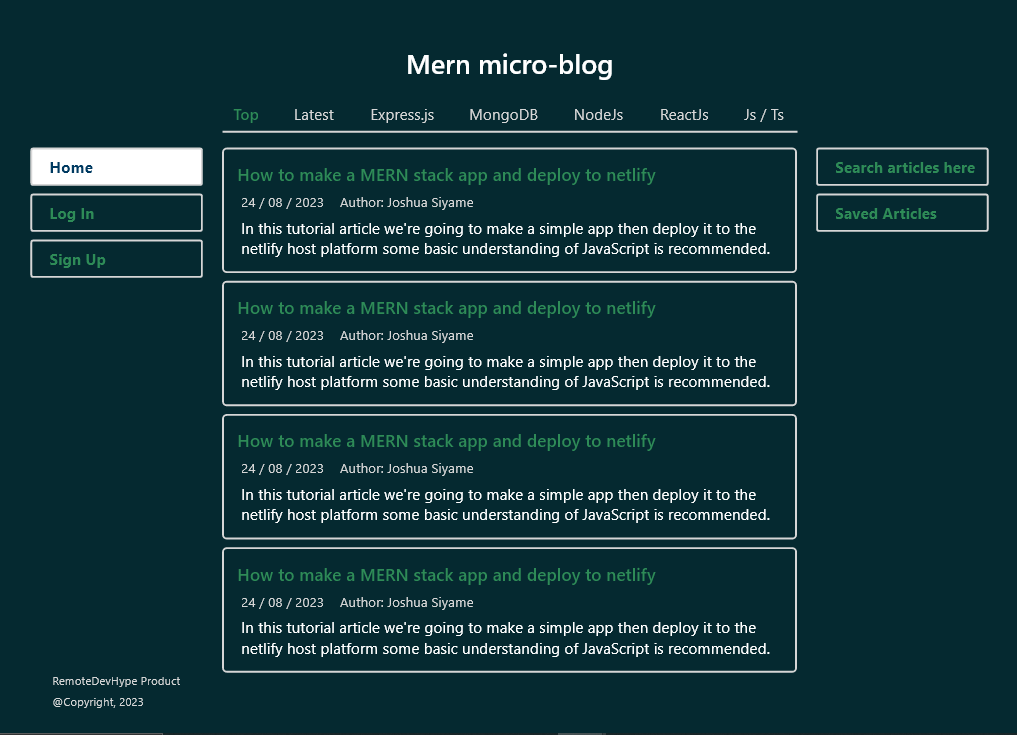 Mern micro-blog
Top Latest Express.js MongoDB NodeJs ReactJs Js / Ts
Home
Log In
Sign Up
How to make a MERN stack app and deploy to netlify
24 / 08 / 2023 Author: Joshua Siyame
In this tutorial article we're going to make a simple app then deploy it to the
netlify host platform some basic understanding of JavaScript is recommended.
How to make a MERN stack app and deploy to netlify
24 / 08 / 2023 Author: Joshua Siyame
In this tutorial article we're going to make a simple app then deploy it to the
netlify host platform some basic understanding of JavaScript is recommended.
How to make a MERN stack app and deploy to netlify
24 / 08 / 2023 Author: Joshua Siyame
In this tutorial article we're going to make a simple app then deploy it to the
netlify host platform some basic understanding of JavaScript is recommended.
How to make a MERN stack app and deploy to netlify
24 / 08 / 2023 Author: Joshua Siyame
In this tutorial article we're going to make a simple app then deploy it to the
netlify host platform some basic understanding of JavaScript is recommended.
Search articles here
Saved Articles
RemoteDevHype Product
@Copyright, 2023